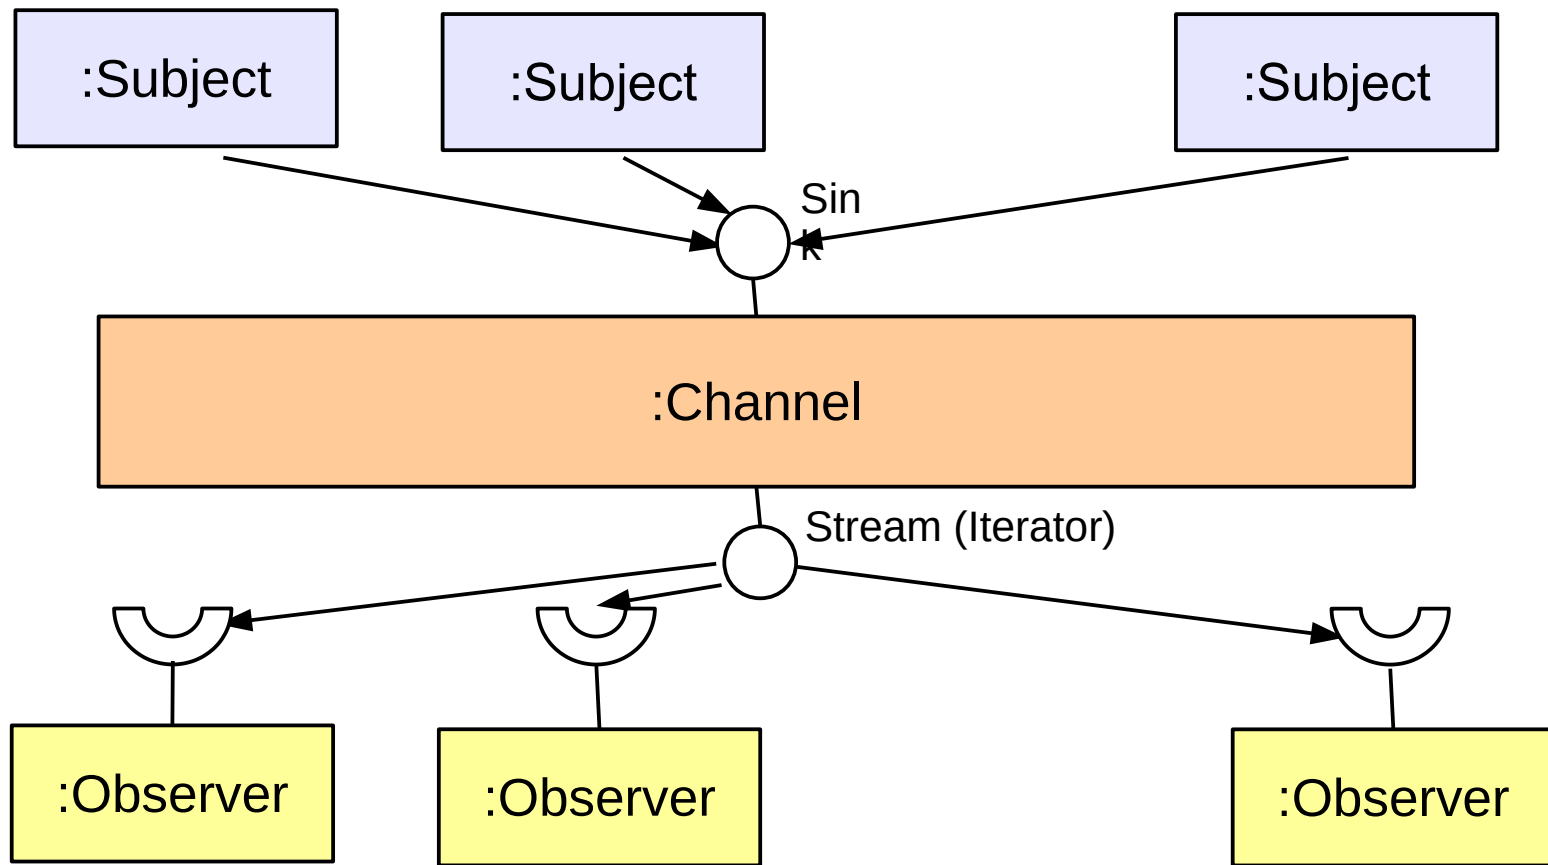 :Subject
:Subject
:Subject
Sin
k
:Channel
Stream (Iterator)
:Observer
:Observer
:Observer